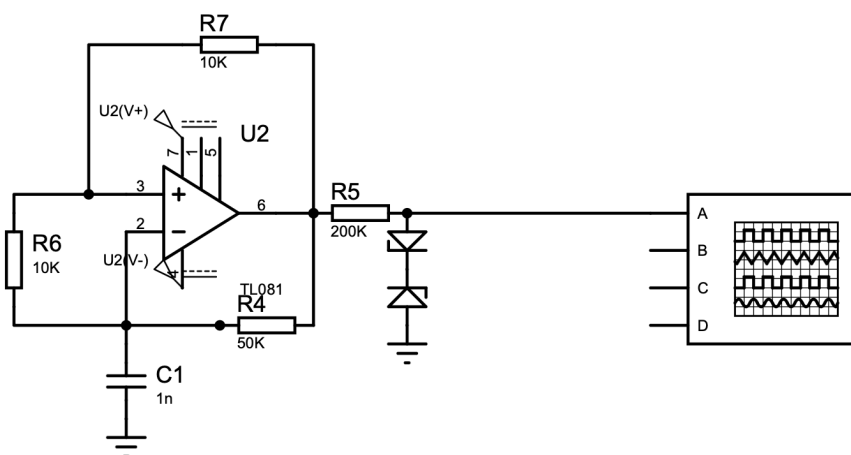 R7
10K
U2(V+)
U2
7
1
5
3
6
2
R5
200K
A
R6
10K
U2(V-)
4
B
TL081
R4
50K
C
D
C1
1n